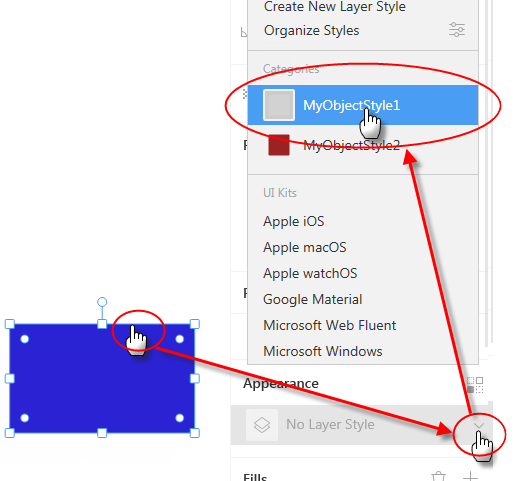 Create New Layer Style
Organize Styles
Categories
MyObjectStyle1
MyObjectStyle2
UI Kits
Apple iOS
Apple macOS
Apple watchOS
Google Material
Microsoft Web Fluent
Microsoft Windows
Appearance
No Layer Style
Fills